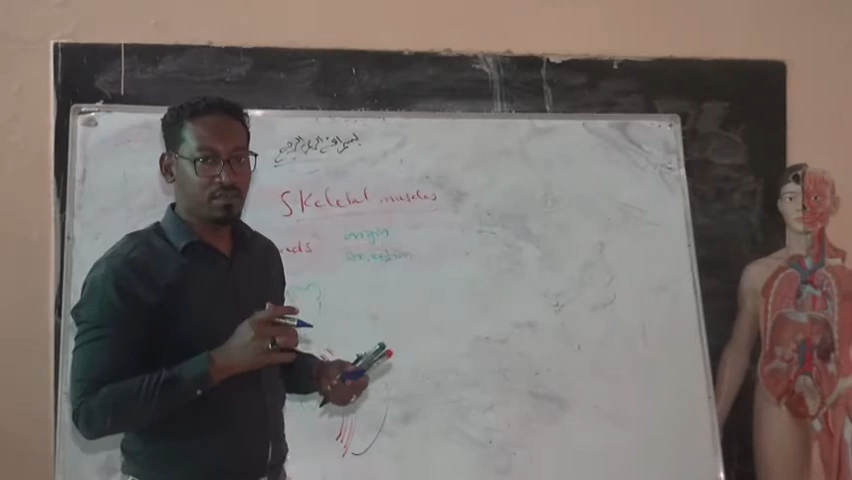 بسم الله الرحمن الرحيم
Skeletal muscles
origin
insertion